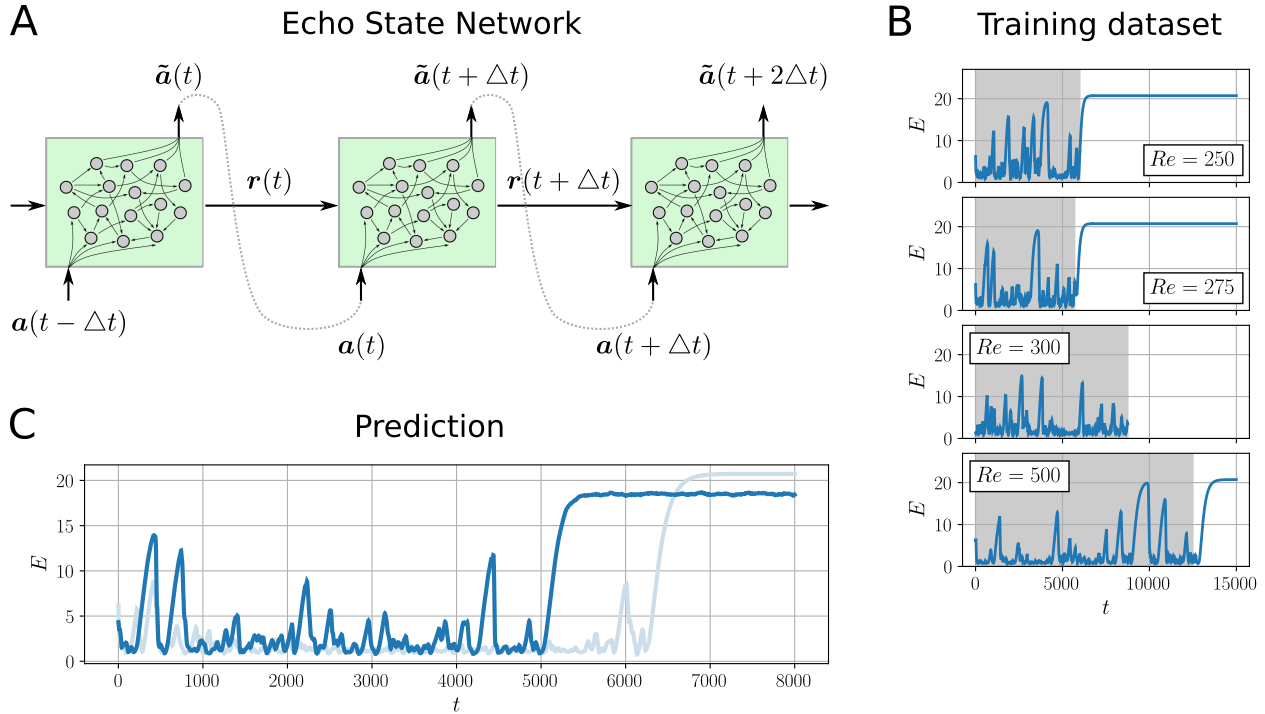 A
Echo State Network
ã(t)
ã(t + △t)
ã(t + 2△t)
r(t)
r(t + △t)
a(t − △t)
a(t)
a(t + △t)
B
Training dataset
20
10
0
E
Re = 250
20
10
0
E
Re = 275
20
10
0
E
Re = 300
20
10
0
E
Re = 500
0 5000 10000 15000
t
C
Prediction
20
15
10
5
0
E
0 1000 2000 3000 4000 5000 6000 7000 8000
t